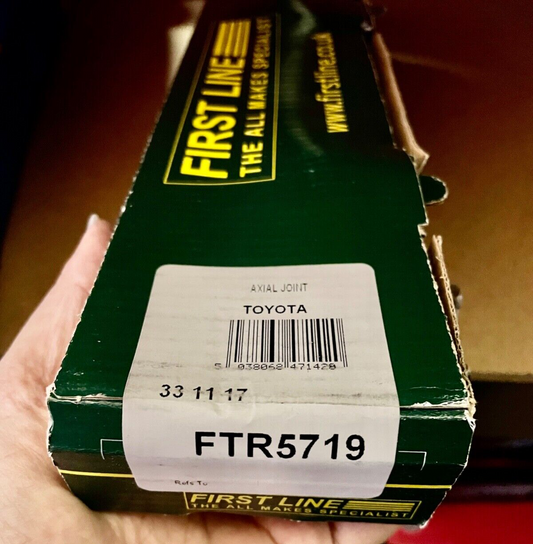 FIRST LINE
THE ALL MAKES SPECIALIST
www.firstline.co.uk
AXIAL JOINT
TOYOTA
5 038068 471428
33 11 17
FTR5719
FIRST LINE
THE ALL MAKES SPECIALIST